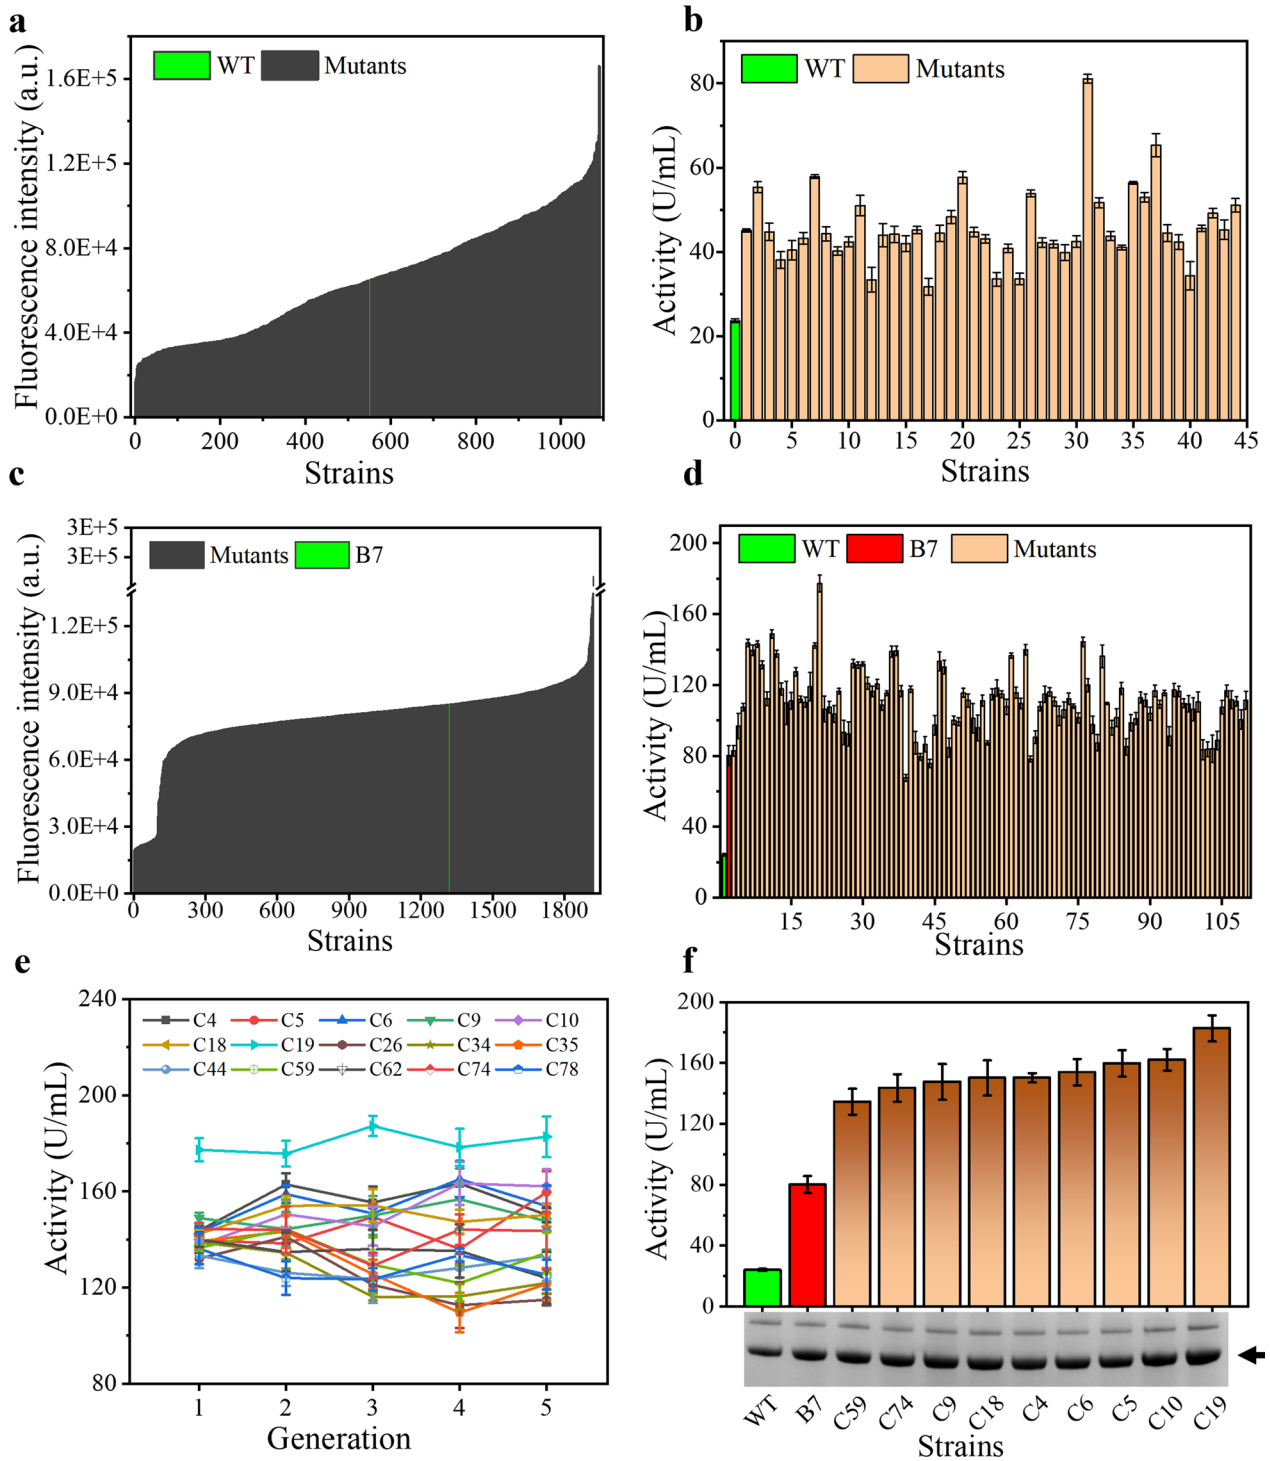 a
WT Mutants
Fluorescence intensity (a.u.)
1.6E+5
1.2E+5
8.0E+4
4.0E+4
0.0E+0
0 200 400 600 800 1000
Strains
b
WT Mutants
Activity (U/mL)
80
60
40
20
0
0 5 10 15 20 25 30 35 40 45
Strains
c
Mutants B7
Fluorescence intensity (a.u.)
3E+5
3E+5
1.2E+5
9.0E+4
6.0E+4
3.0E+4
0.0E+0
0 300 600 900 1200 1500 1800
Strains
d
WT B7 Mutants
Activity (U/mL)
200
160
120
80
40
0
15 30 45 60 75 90 105
Strains
e
C4 C5 C6 C9 C10
C18 C19 C26 C34 C35
C44 C59 C62 C74 C78
Activity (U/mL)
240
200
160
120
80
1 2 3 4 5
Generation
f
Activity (U/mL)
200
160
120
80
40
0
WT B7 C59 C74 C9 C18 C4 C6 C5 C10 C19
Strains